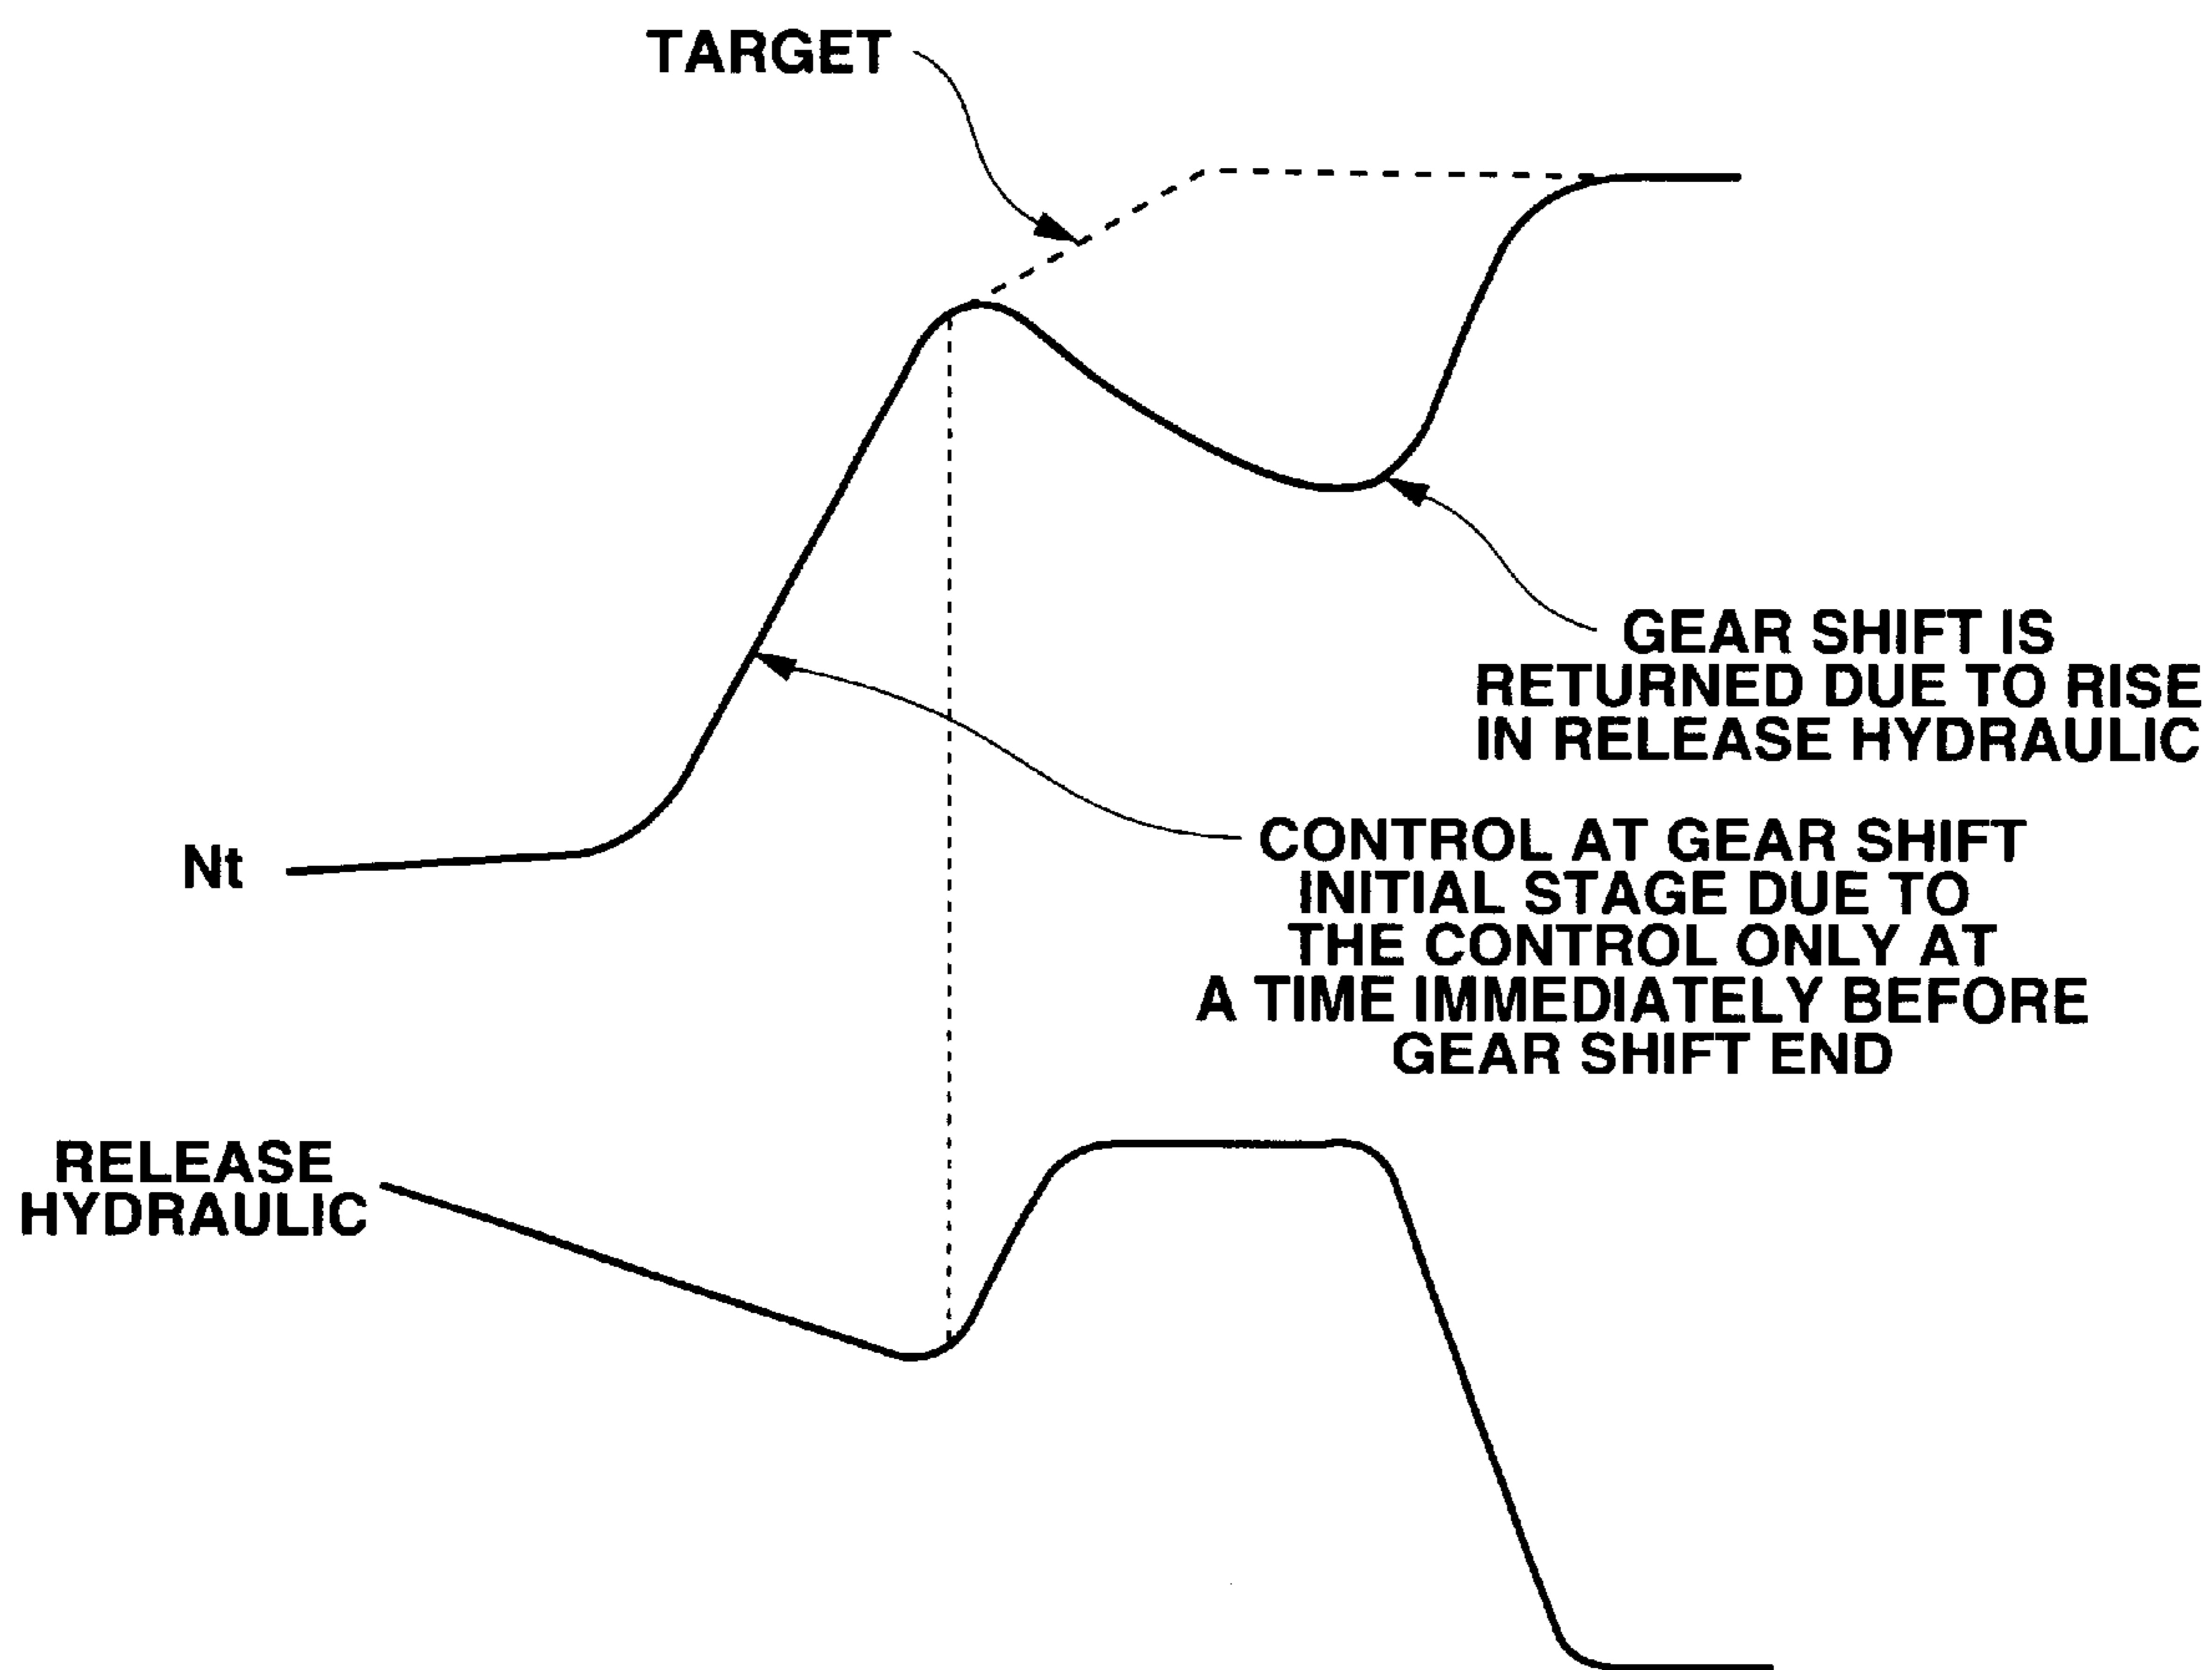 TARGET
GEAR SHIFT IS
RETURNED DUE TO RISE
IN RELEASE HYDRAULIC
Nt
CONTROL AT GEAR SHIFT
INITIAL STAGE DUE TO
THE CONTROL ONLY AT
A TIME IMMEDIATELY BEFORE
GEAR SHIFT END
RELEASE
HYDRAULIC